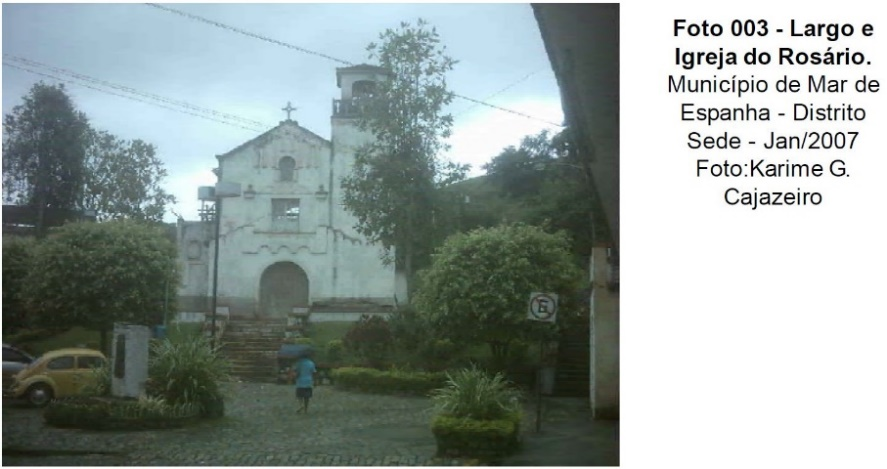 Foto 003 - Largo e
Igreja do Rosário.
Município de Mar de
Espanha - Distrito
Sede - Jan/2007
Foto:Karime G.
Cajazeiro
E